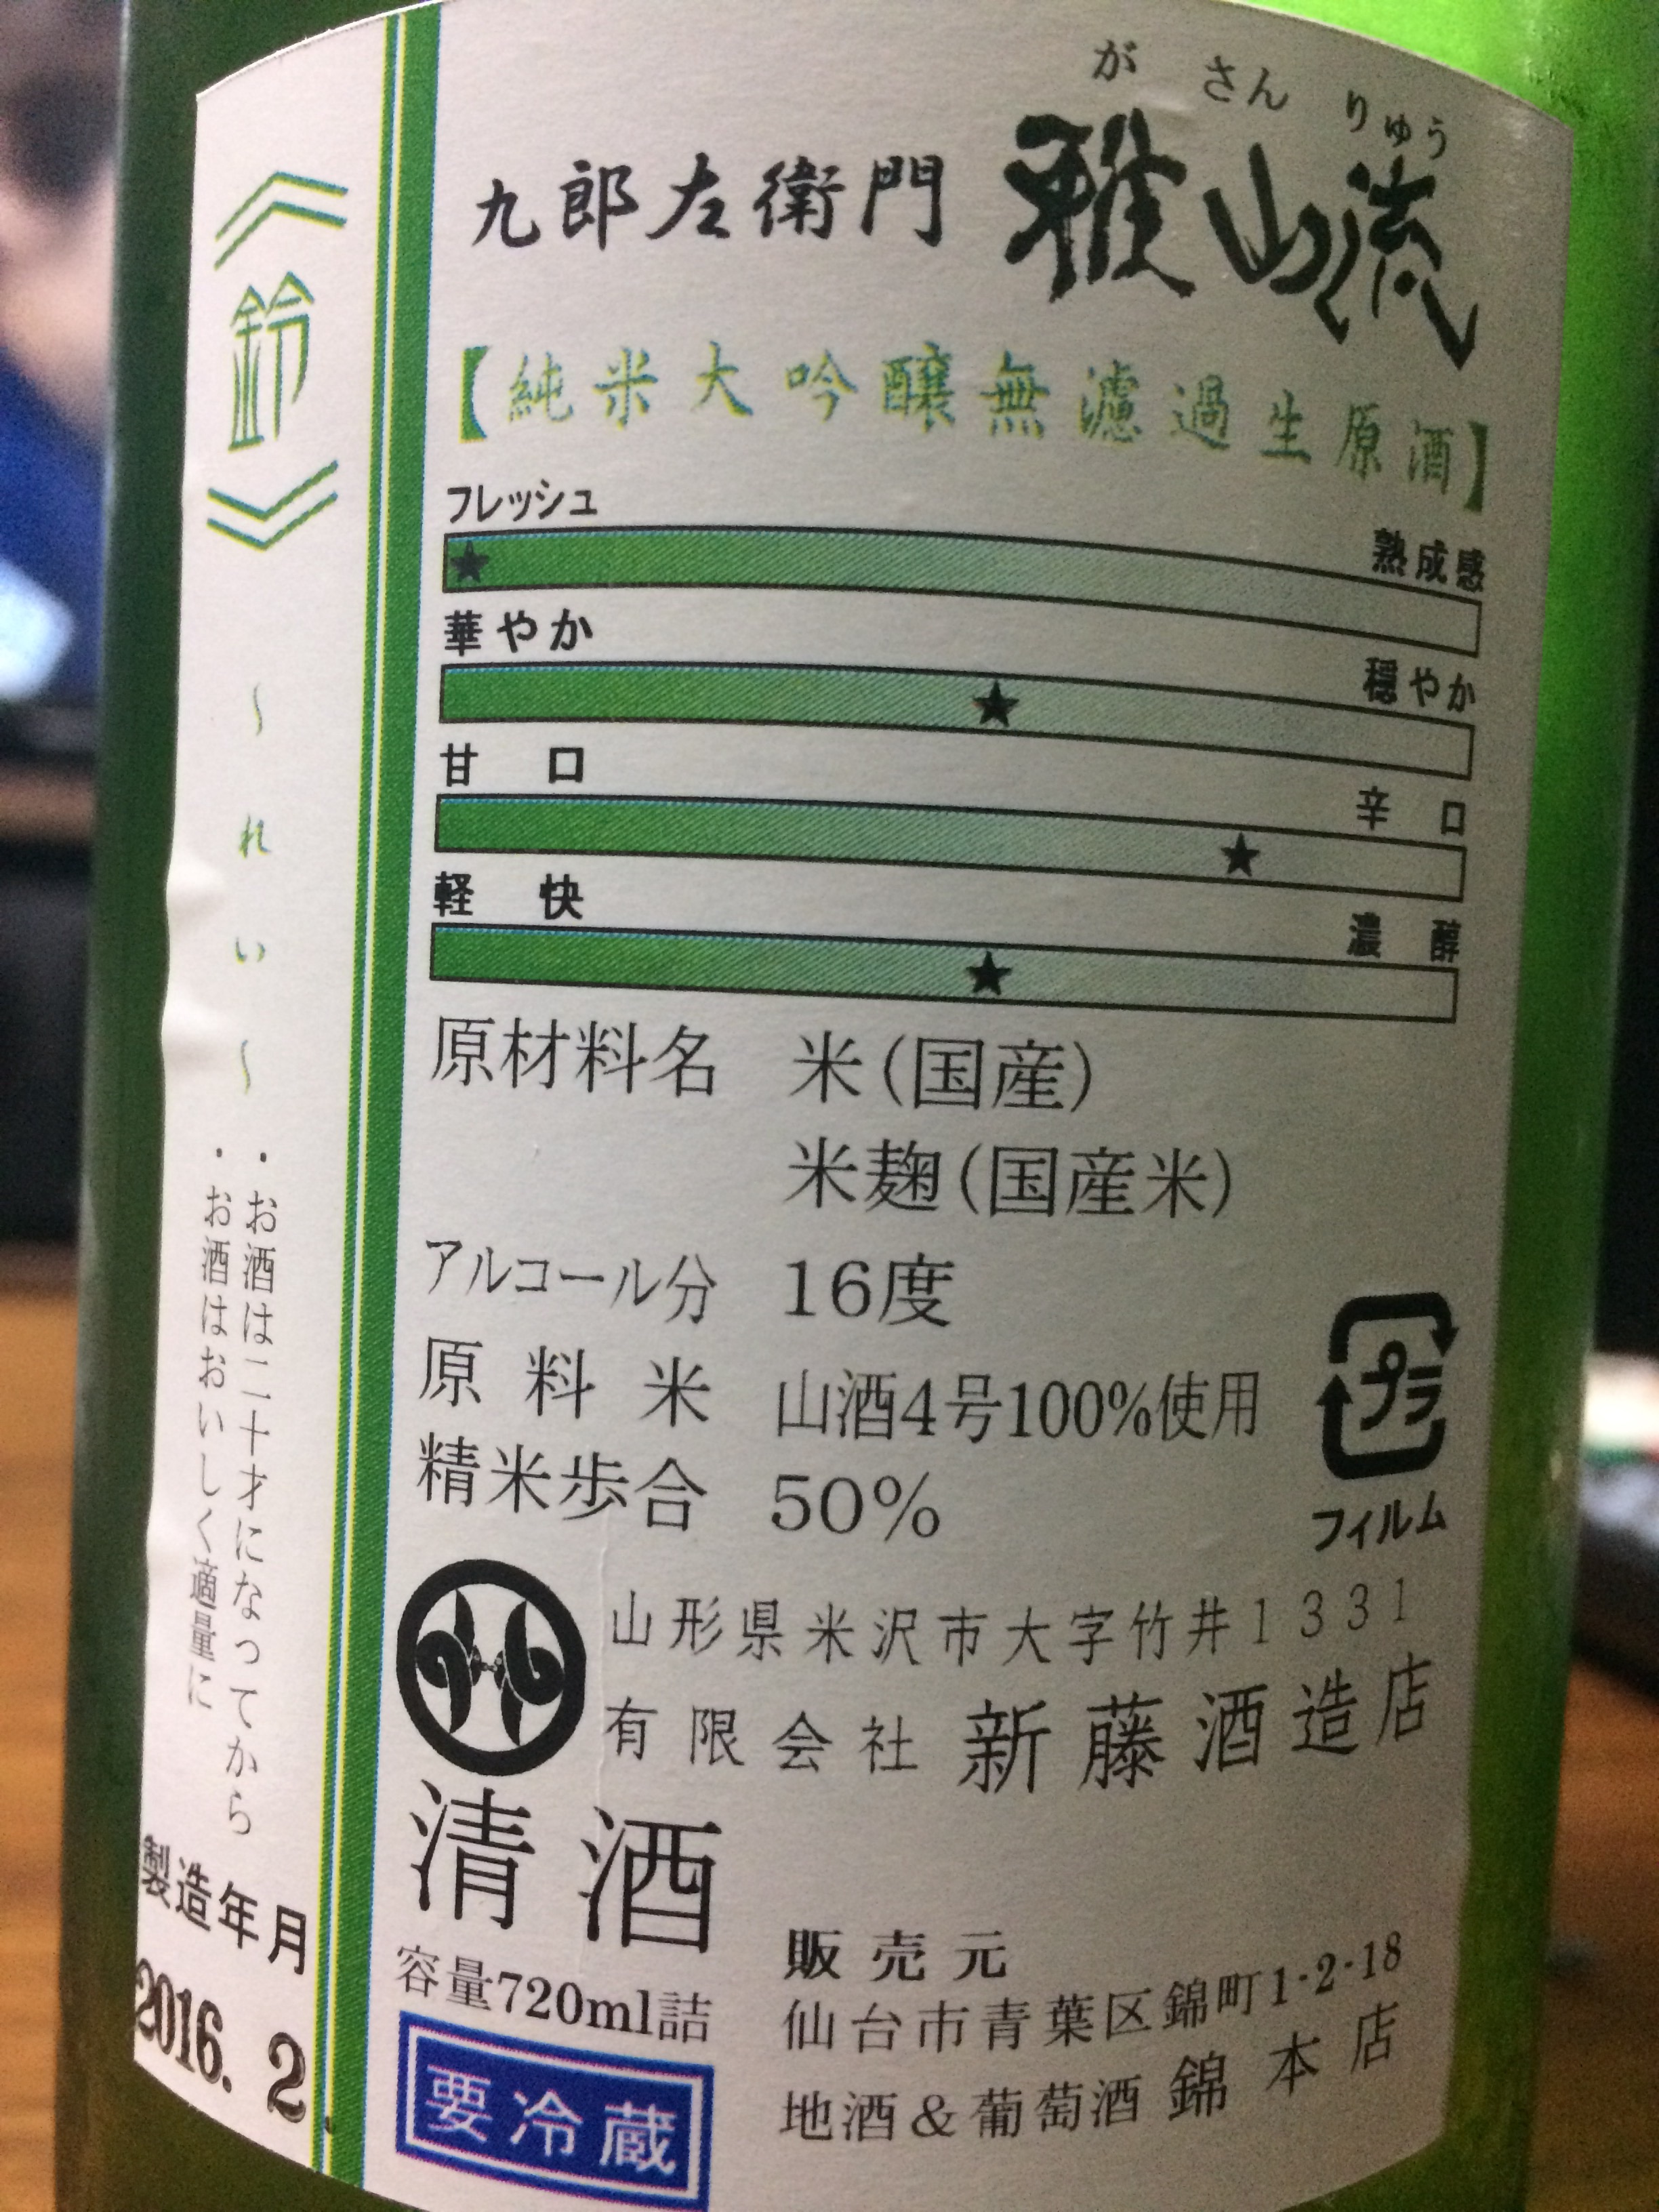 がさんりゅう
九郎左衛門 雅山流
【純米大吟醸無濾過生原酒】
フレッシュ 熟成感
華やか 穏やか
甘口 辛口
軽快 濃醇
原材料名 米(国産)
米麹(国産米)
アルコール分 16度
原料米 山酒4号100%使用
精米歩合 50%
プラ
フィルム
山形県米沢市大字竹井1331
有限会社 新藤酒造店
清酒
容量720ml詰
要冷蔵
販売元
仙台市青葉区錦町1-2-18
地酒&葡萄酒 錦本店
《鈴》
〜れい〜
・お酒は二十才になってから
・お酒はおいしく適量に
製造年月
2016. 2.